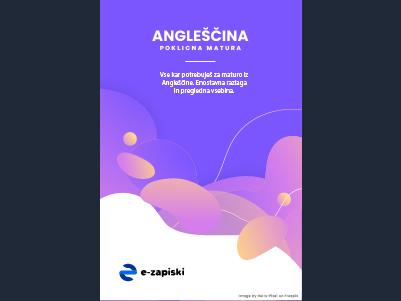 ANGLEŠČINA
POKLICNA MATURA
Vse kar potrebuješ za maturo iz
Angleščine. Enostavna razlaga
in pregledna vsebina.
e-zapiski
Image by Hello-Pixel on Freepik